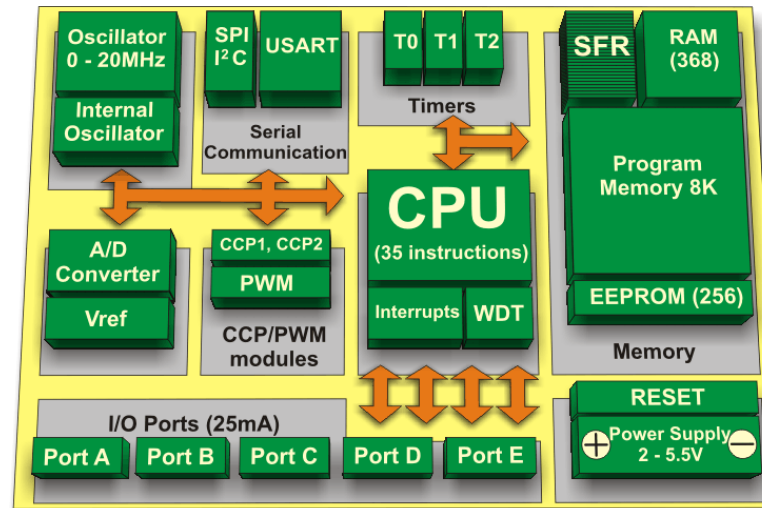 Oscillator
0 - 20MHz
Internal
Oscillator
SPI
I²C
USART
Serial
Communication
T0
T1
T2
Timers
SFR
RAM
(368)
Program
Memory 8K
EEPROM (256)
Memory
A/D
Converter
Vref
CCP1, CCP2
PWM
CCP/PWM
modules
CPU
(35 instructions)
Interrupts
WDT
I/O Ports (25mA)
Port A
Port B
Port C
Port D
Port E
RESET
+
Power Supply
2 - 5.5V
−